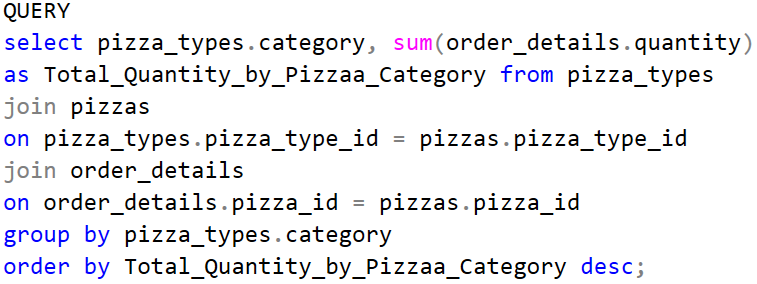 QUERY
select pizza_types.category, sum(order_details.quantity)
as Total_Quantity_by_Pizzaa_Category from pizza_types
join pizzas
on pizza_types.pizza_type_id = pizzas.pizza_type_id
join order_details
on order_details.pizza_id = pizzas.pizza_id
group by pizza_types.category
order by Total_Quantity_by_Pizzaa_Category desc;